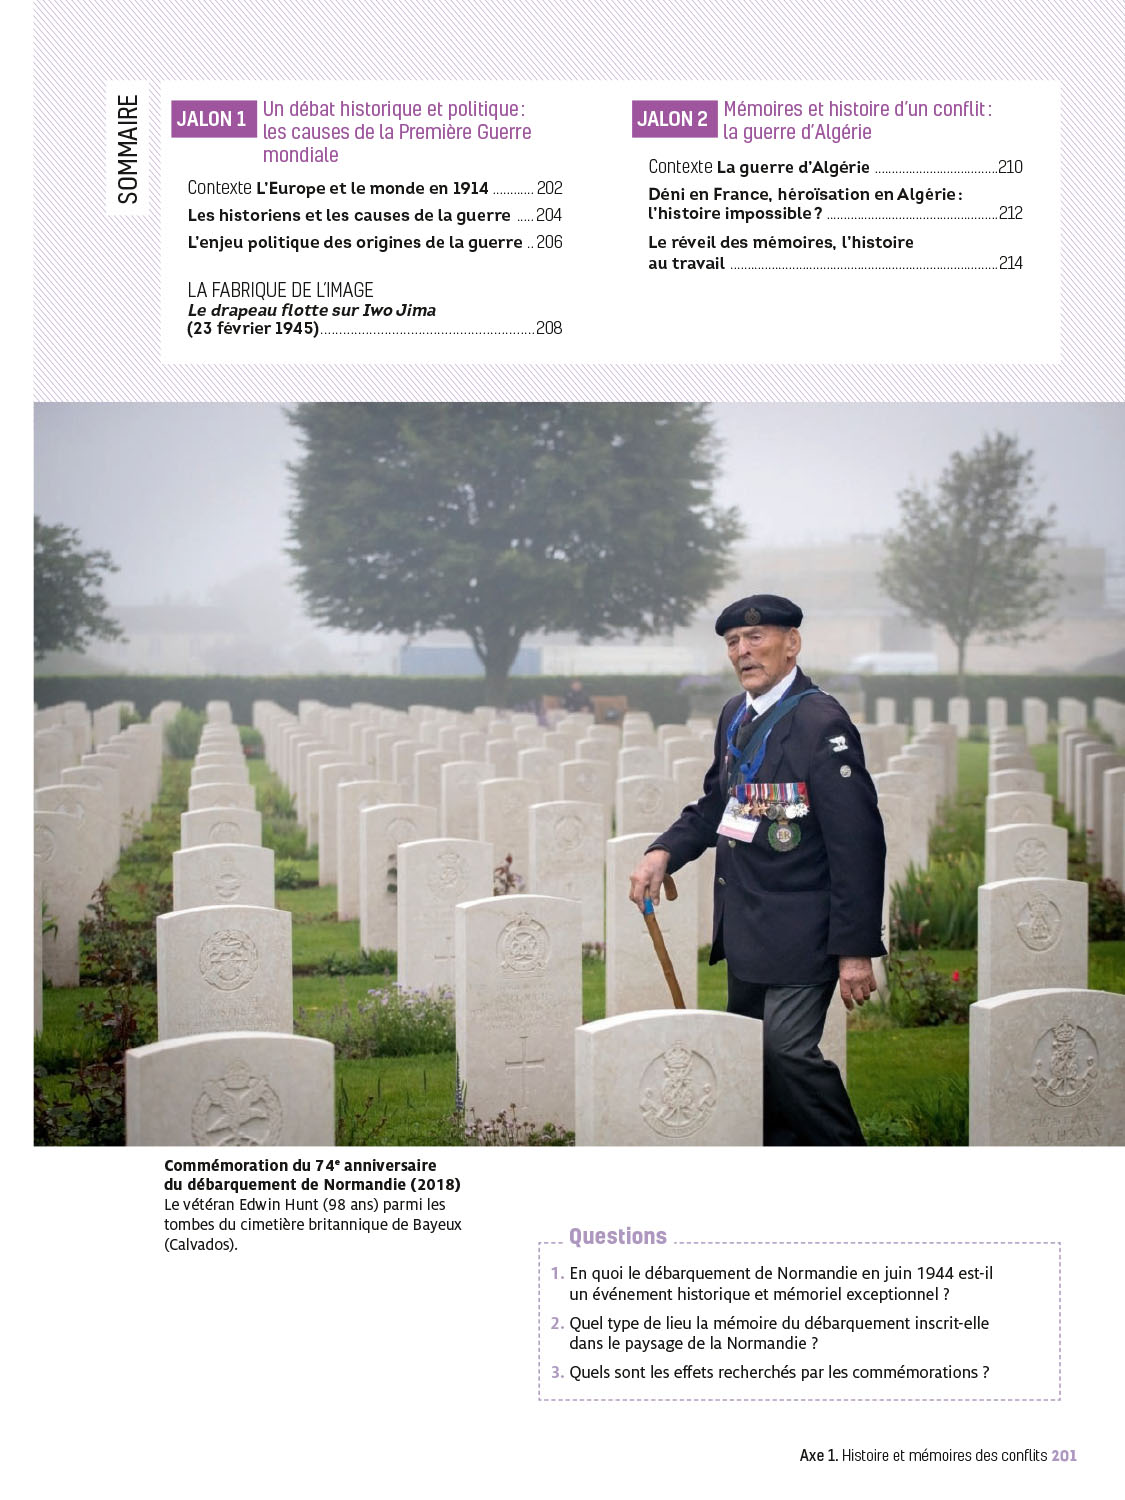 SOMMAIRE
JALON 1
Un débat historique et politique :
les causes de la Première Guerre
mondiale
Contexte L'Europe et le monde en 1914 ............ 202
Les historiens et les causes de la guerre ..... 204
L'enjeu politique des origines de la guerre .. 206
LA FABRIQUE DE L'IMAGE
Le drapeau flotte sur Iwo Jima
(23 février 1945)........................................................ 208
JALON 2
Mémoires et histoire d'un conflit :
la guerre d'Algérie
Contexte La guerre d'Algérie .....................................210
Déni en France, héroïsation en Algérie :
l'histoire impossible ? ...................................................212
Le réveil des mémoires, l'histoire
au travail ..............................................................................214
Commémoration du 74e anniversaire
du débarquement de Normandie (2018)
Le vétéran Edwin Hunt (98 ans) parmi les
tombes du cimetière britannique de Bayeux
(Calvados).
Questions
1. En quoi le débarquement de Normandie en juin 1944 est-il
un événement historique et mémoriel exceptionnel ?
2. Quel type de lieu la mémoire du débarquement inscrit-elle
dans le paysage de la Normandie ?
3. Quels sont les effets recherchés par les commémorations ?
Axe 1. Histoire et mémoires des conflits 201